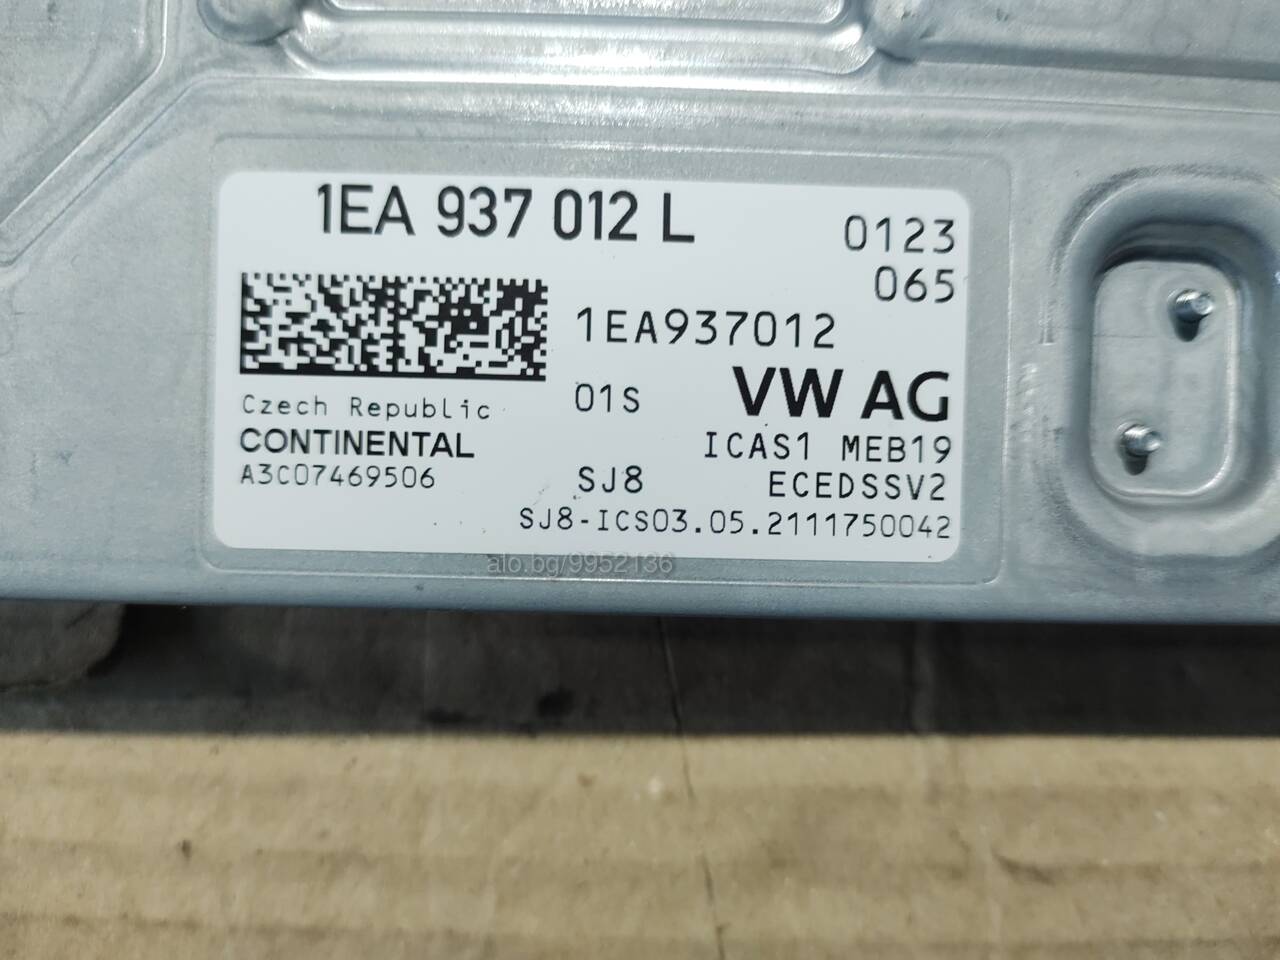 1EA 937 012 L
0123
065
1EA937012
01S
VW AG
Czech Republic
CONTINENTAL
ICAS1 MEB19
A3C07469506
SJ8
ECEDSSV2
SJ8-ICS03.05.2111750042
alo.bg/9952136